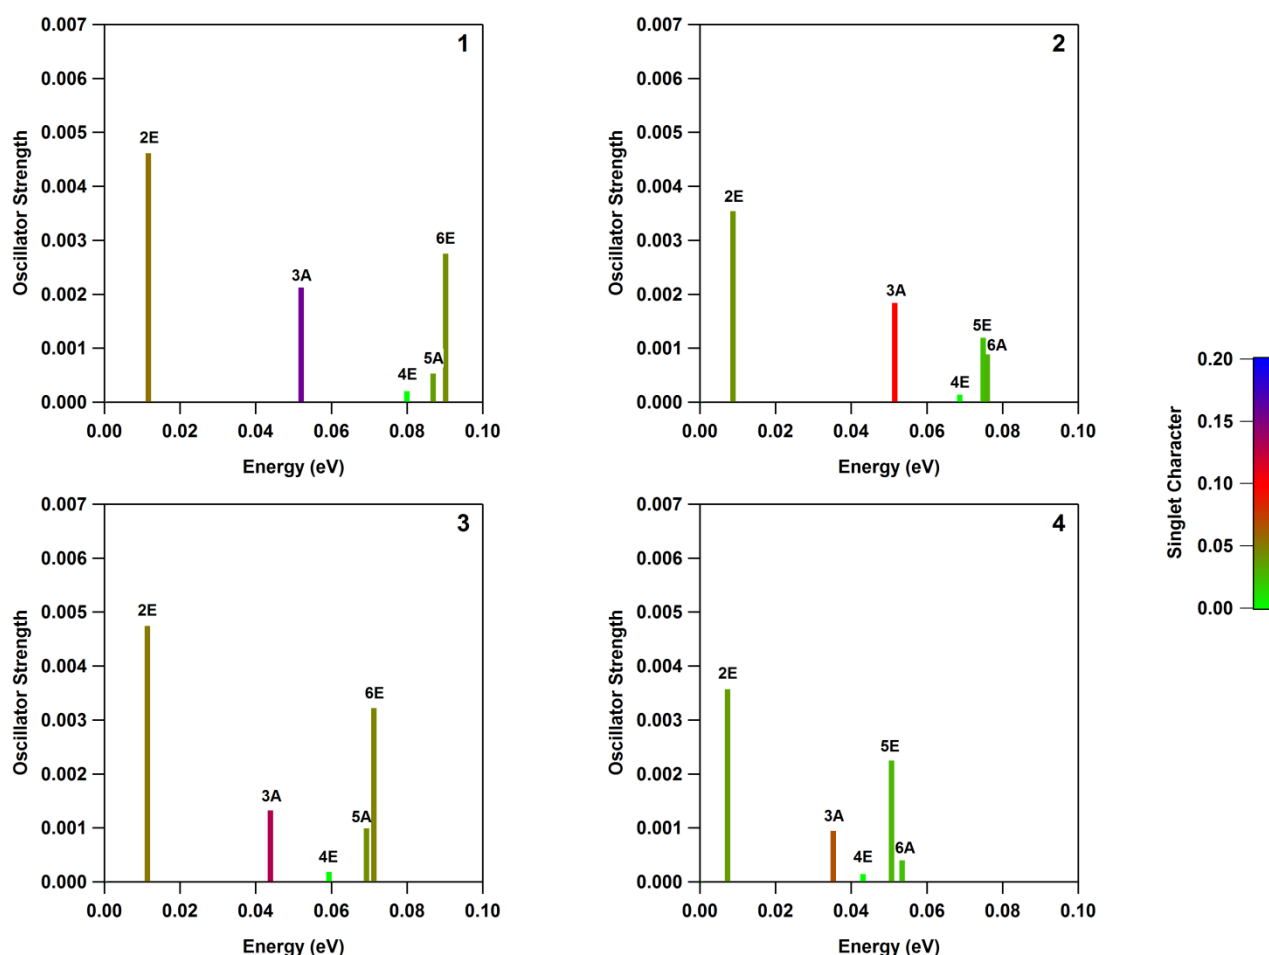 1
0.007
0.006
0.005
0.004
0.003
0.002
0.001
0.000
Oscillator Strength
2E
3A
4E
5A
6E
0.00 0.02 0.04 0.06 0.08 0.10
Energy (eV)
2
0.007
0.006
0.005
0.004
0.003
0.002
0.001
0.000
Oscillator Strength
2E
3A
4E
5E
6A
0.00 0.02 0.04 0.06 0.08 0.10
Energy (eV)
3
0.007
0.006
0.005
0.004
0.003
0.002
0.001
0.000
Oscillator Strength
2E
3A
4E
5A
6E
0.00 0.02 0.04 0.06 0.08 0.10
Energy (eV)
4
0.007
0.006
0.005
0.004
0.003
0.002
0.001
0.000
Oscillator Strength
2E
3A
4E
5E
6A
0.00 0.02 0.04 0.06 0.08 0.10
Energy (eV)
Singlet Character
0.20
0.15
0.10
0.05
0.00